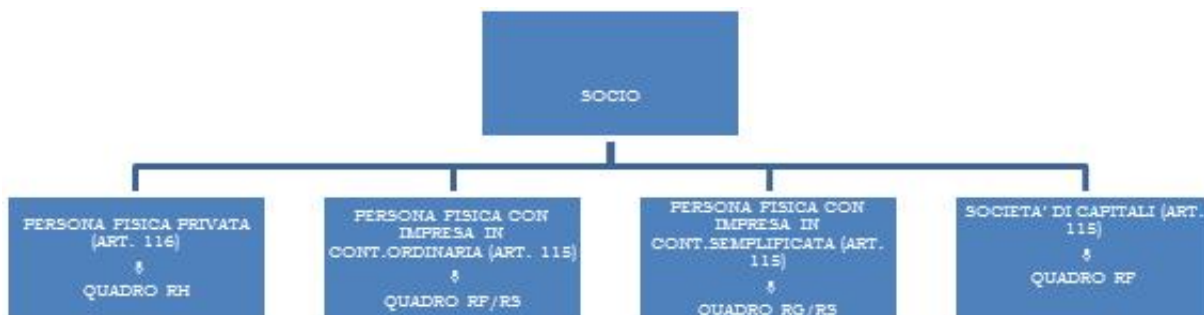 SOCIO
PERSONA FISICA PRIVATA
(ART. 116)
⇩
QUADRO RH
PERSONA FISICA CON
IMPRESA IN
CONT.ORDINARIA (ART. 115)
⇩
QUADRO RF/RS
PERSONA FISICA CON
IMPRESA IN
CONT.SEMPLIFICATA (ART.
115)
⇩
QUADRO RG/RS
SOCIETA' DI CAPITALI (ART.
115)
⇩
QUADRO RF